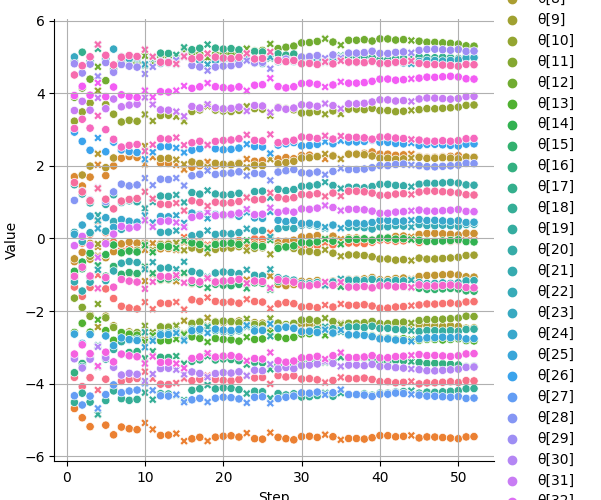 6
4
2
0
−2
−4
−6
Value
0
10
20
30
40
50
Step
θ[8]
θ[9]
θ[10]
θ[11]
θ[12]
θ[13]
θ[14]
θ[15]
θ[16]
θ[17]
θ[18]
θ[19]
θ[20]
θ[21]
θ[22]
θ[23]
θ[24]
θ[25]
θ[26]
θ[27]
θ[28]
θ[29]
θ[30]
θ[31]
θ[32]